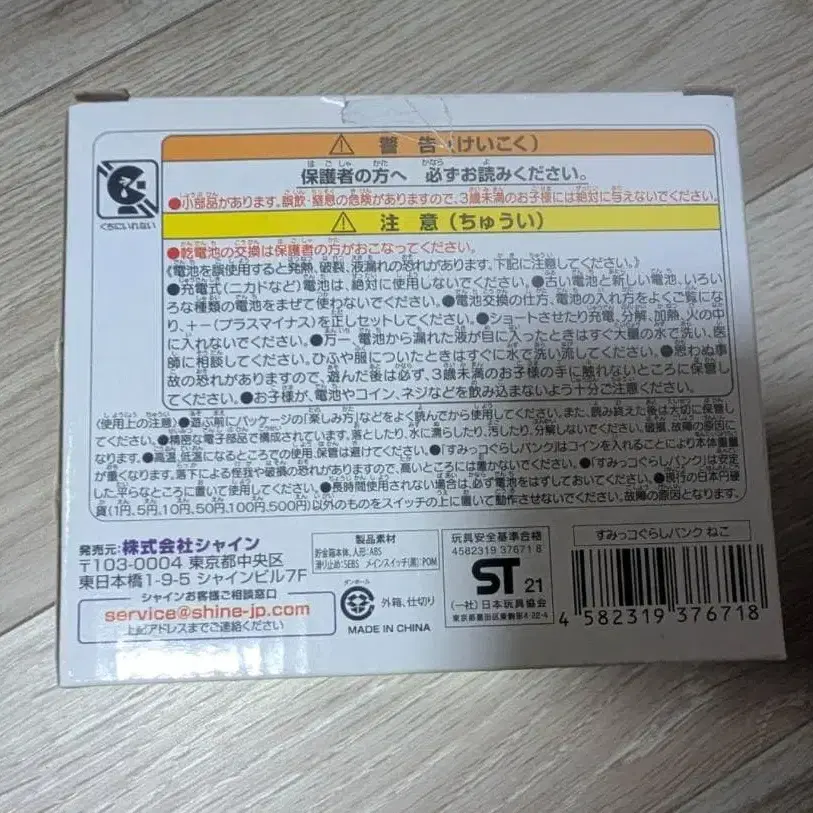 ⚠ 警 告 (けいこく)
保護者の方へ 必ずお読みください。
●小部品があります。誤飲・窒息の危険がありますので、3歳未満のお子様には絶対に与えないでください。
くちにいれない
⚠ 注 意 (ちゅうい)
●乾電池の交換は保護者の方がおこなってください。
《電池を誤使用すると発熱、破裂、液漏れの恐れがあります。下記に注意してください。》
●充電式(ニカドなど)電池は、絶対に使用しないでください。●古い電池と新しい電池、いろい
ろな種類の電池をまぜて使わないでください。●電池交換の仕方、電池の入れ方をよくご覧にな
り、+ー(プラスマイナス)を正しくセットしてください。●ショートさせたり充電、分解、加熱、火の中
に入れないでください。●万一、電池から漏れた液が目に入ったときはすぐ大量の水で洗い、医
師に相談してください。ひふや服についたときはすぐに水で洗い流してください。●思わぬ事
故の恐れがありますので、遊んだ後は必ず、3歳未満のお子様の手に触れないところに保管し
てください。●お子様が、電池やコイン、ネジなどを飲み込まないよう十分ご注意ください。
〈使用上の注意〉●遊ぶ前にパッケージの「楽しみ方」などをよく読んでから使用してください。また、読み終えた後は大切に保管し
てください。●精密な電子部品で構成されています。落としたり、水に濡らしたり、汚したり、分解しないでください。破損、故障の原因に
なります。●高温、低温になるところでの使用、保管は避けてください。●「すみっコぐらしバンク」はコインを入れることにより本体重量
が重くなります。落下による怪我や破損の恐れがありますので、高いところには置かないでください。●「すみっコぐらしバンク」は安定
した平らなところに置いて使用してください。●長時間使用されない場合は必ず電池をはずしておいてください。●現行の日本円硬
貨(1円、5円、10円、50円、100円、500円)以外のものをスイッチの上に置いて動作させないでください。故障の原因となります。
発売元: 株式会社シャイン
〒103-0004 東京都中央区
東日本橋1-9-5 シャインビル7F
シャインお客様ご相談窓口
service@shine-jp.com
上記アドレスまでご連絡ください
製品素材
貯金箱本体、人形:ABS
滑り止め:SEBS メインスイッチ(黒):POM
ダンボール
外箱、仕切り
MADE IN CHINA
玩具安全基準合格
4582319 37671 8
ST 21
(一社)日本玩具協会
東京都墨田区東駒形4-22-4
すみっコぐらしバンク ねこ
4 582319 376718